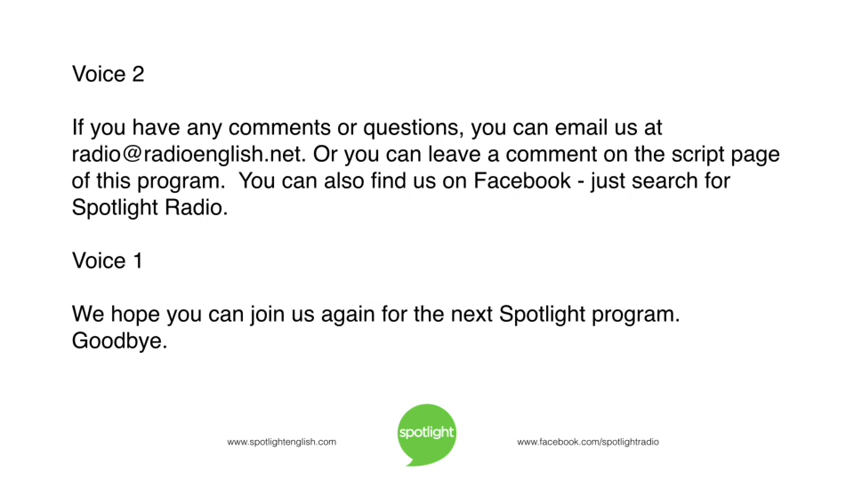 Voice 2
If you have any comments or questions, you can email us at
radio@radioenglish.net. Or you can leave a comment on the script page
of this program.  You can also find us on Facebook - just search for
Spotlight Radio.
Voice 1
We hope you can join us again for the next Spotlight program.
Goodbye.
www.spotlightenglish.com
spotlight
www.facebook.com/spotlightradio